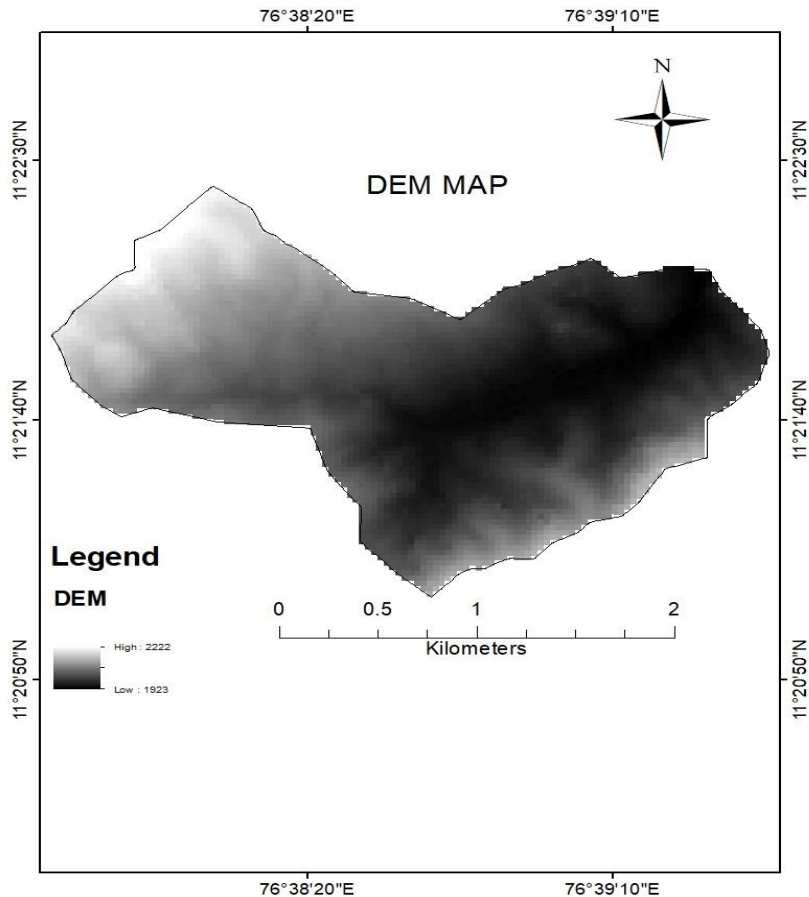 76°38'20"E 76°39'10"E
N
11°22'30"N 11°22'30"N
DEM MAP
11°21'40"N 11°21'40"N
Legend
DEM
0 0.5 1 2
Kilometers
High : 2222
Low : 1923
11°20'50"N 11°20'50"N
76°38'20"E 76°39'10"E